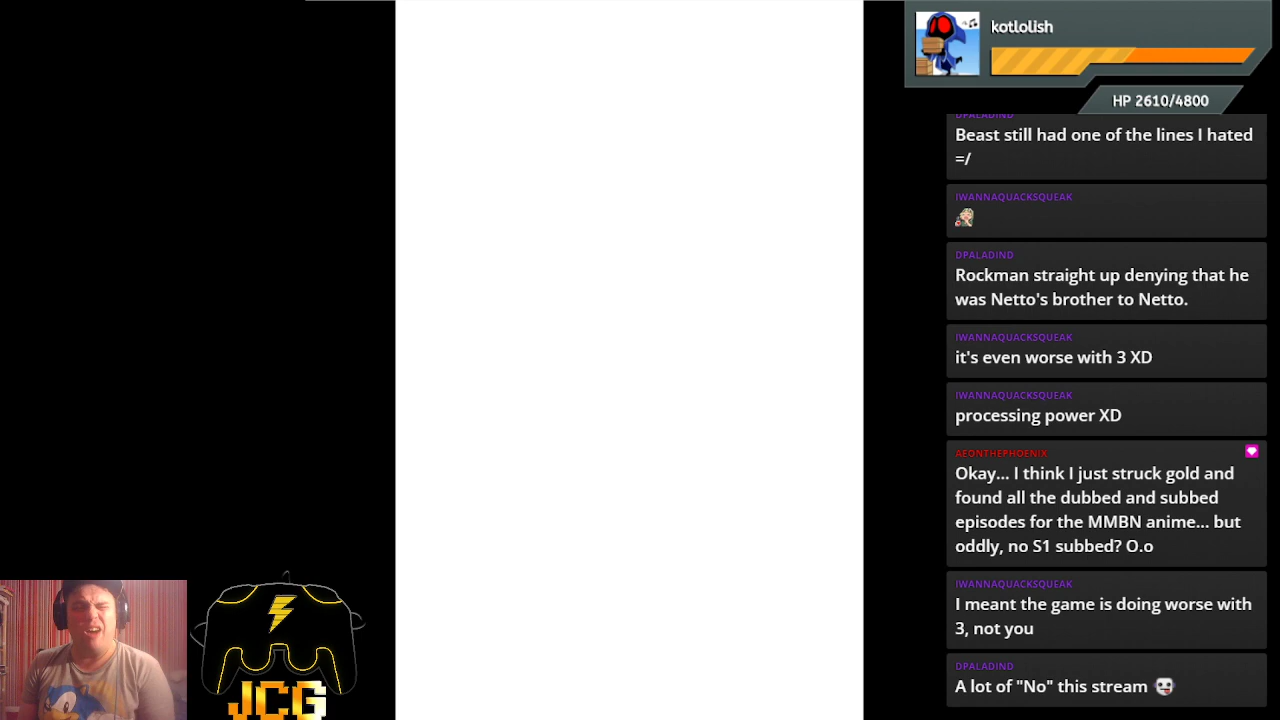 kotlolish
HP 2610/4800
DPALADIND
Beast still had one of the lines I hated
=/
IWANNAQUACKSQUEAK
DPALADIND
Rockman straight up denying that he
was Netto's brother to Netto.
IWANNAQUACKSQUEAK
it's even worse with 3 XD
IWANNAQUACKSQUEAK
processing power XD
AEONTHEPHOENIX
Okay... I think I just struck gold and
found all the dubbed and subbed
episodes for the MMBN anime... but
oddly, no S1 subbed? O.o
IWANNAQUACKSQUEAK
I meant the game is doing worse with
3, not you
DPALADIND
A lot of "No" this stream
JCG